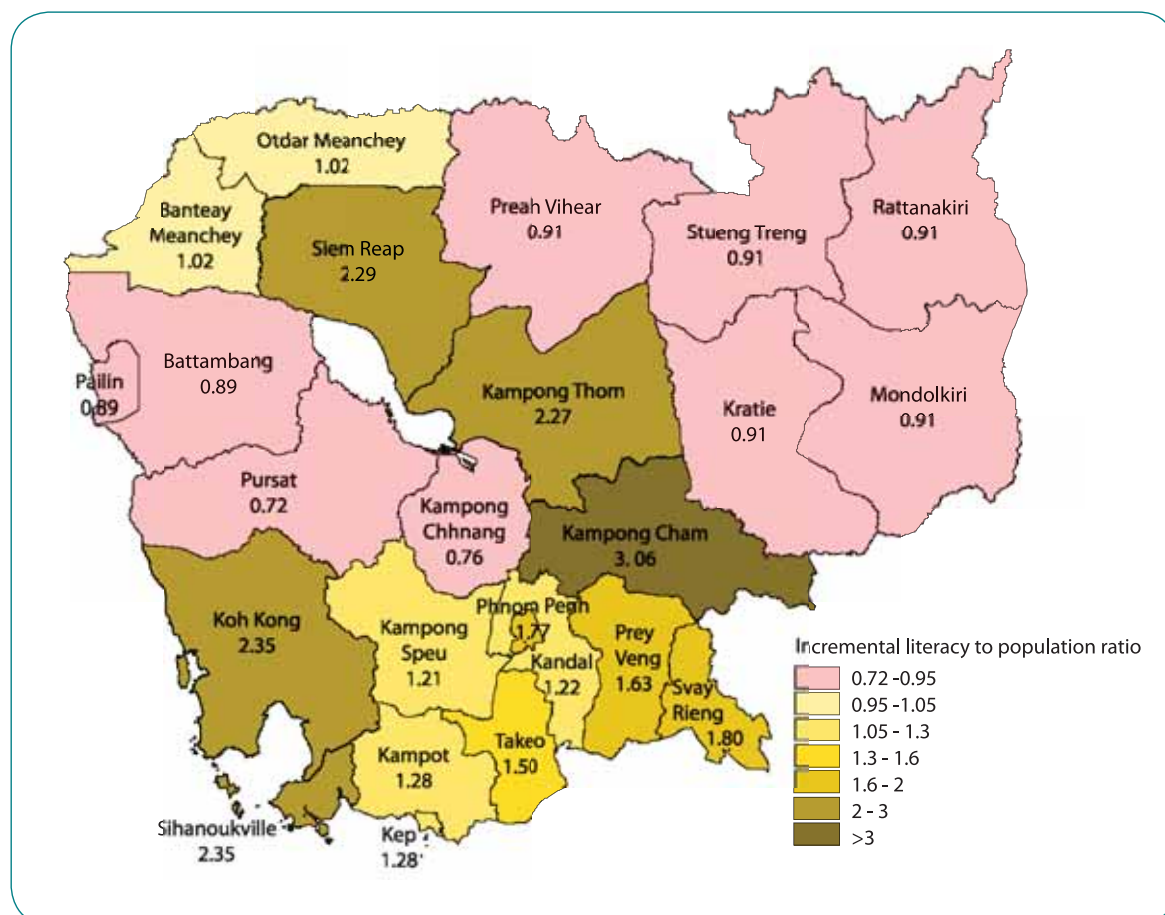 Otdar Meanchey
1.02
Banteay
Meanchey
1.02
Siem Reap
2.29
Preah Vihear
0.91
Stueng Treng
0.91
Rattanakiri
0.91
Pailin
0.89
Battambang
0.89
Kampong Thom
2.27
Kratie
0.91
Mondolkiri
0.91
Pursat
0.72
Kampong
Chhnang
0.76
Kampong Cham
3. 06
Koh Kong
2.35
Kampong
Speu
1.21
Phnom Penh
1.77
Kandal
1.22
Prey
Veng
1.63
Svay
Rieng
1.80
Takeo
1.50
Kampot
1.28
Kep
1.28
Sihanoukville
2.35
Incremental literacy to population ratio
0.72 -0.95
0.95 -1.05
1.05 - 1.3
1.3 - 1.6
1.6 - 2
2 - 3
>3